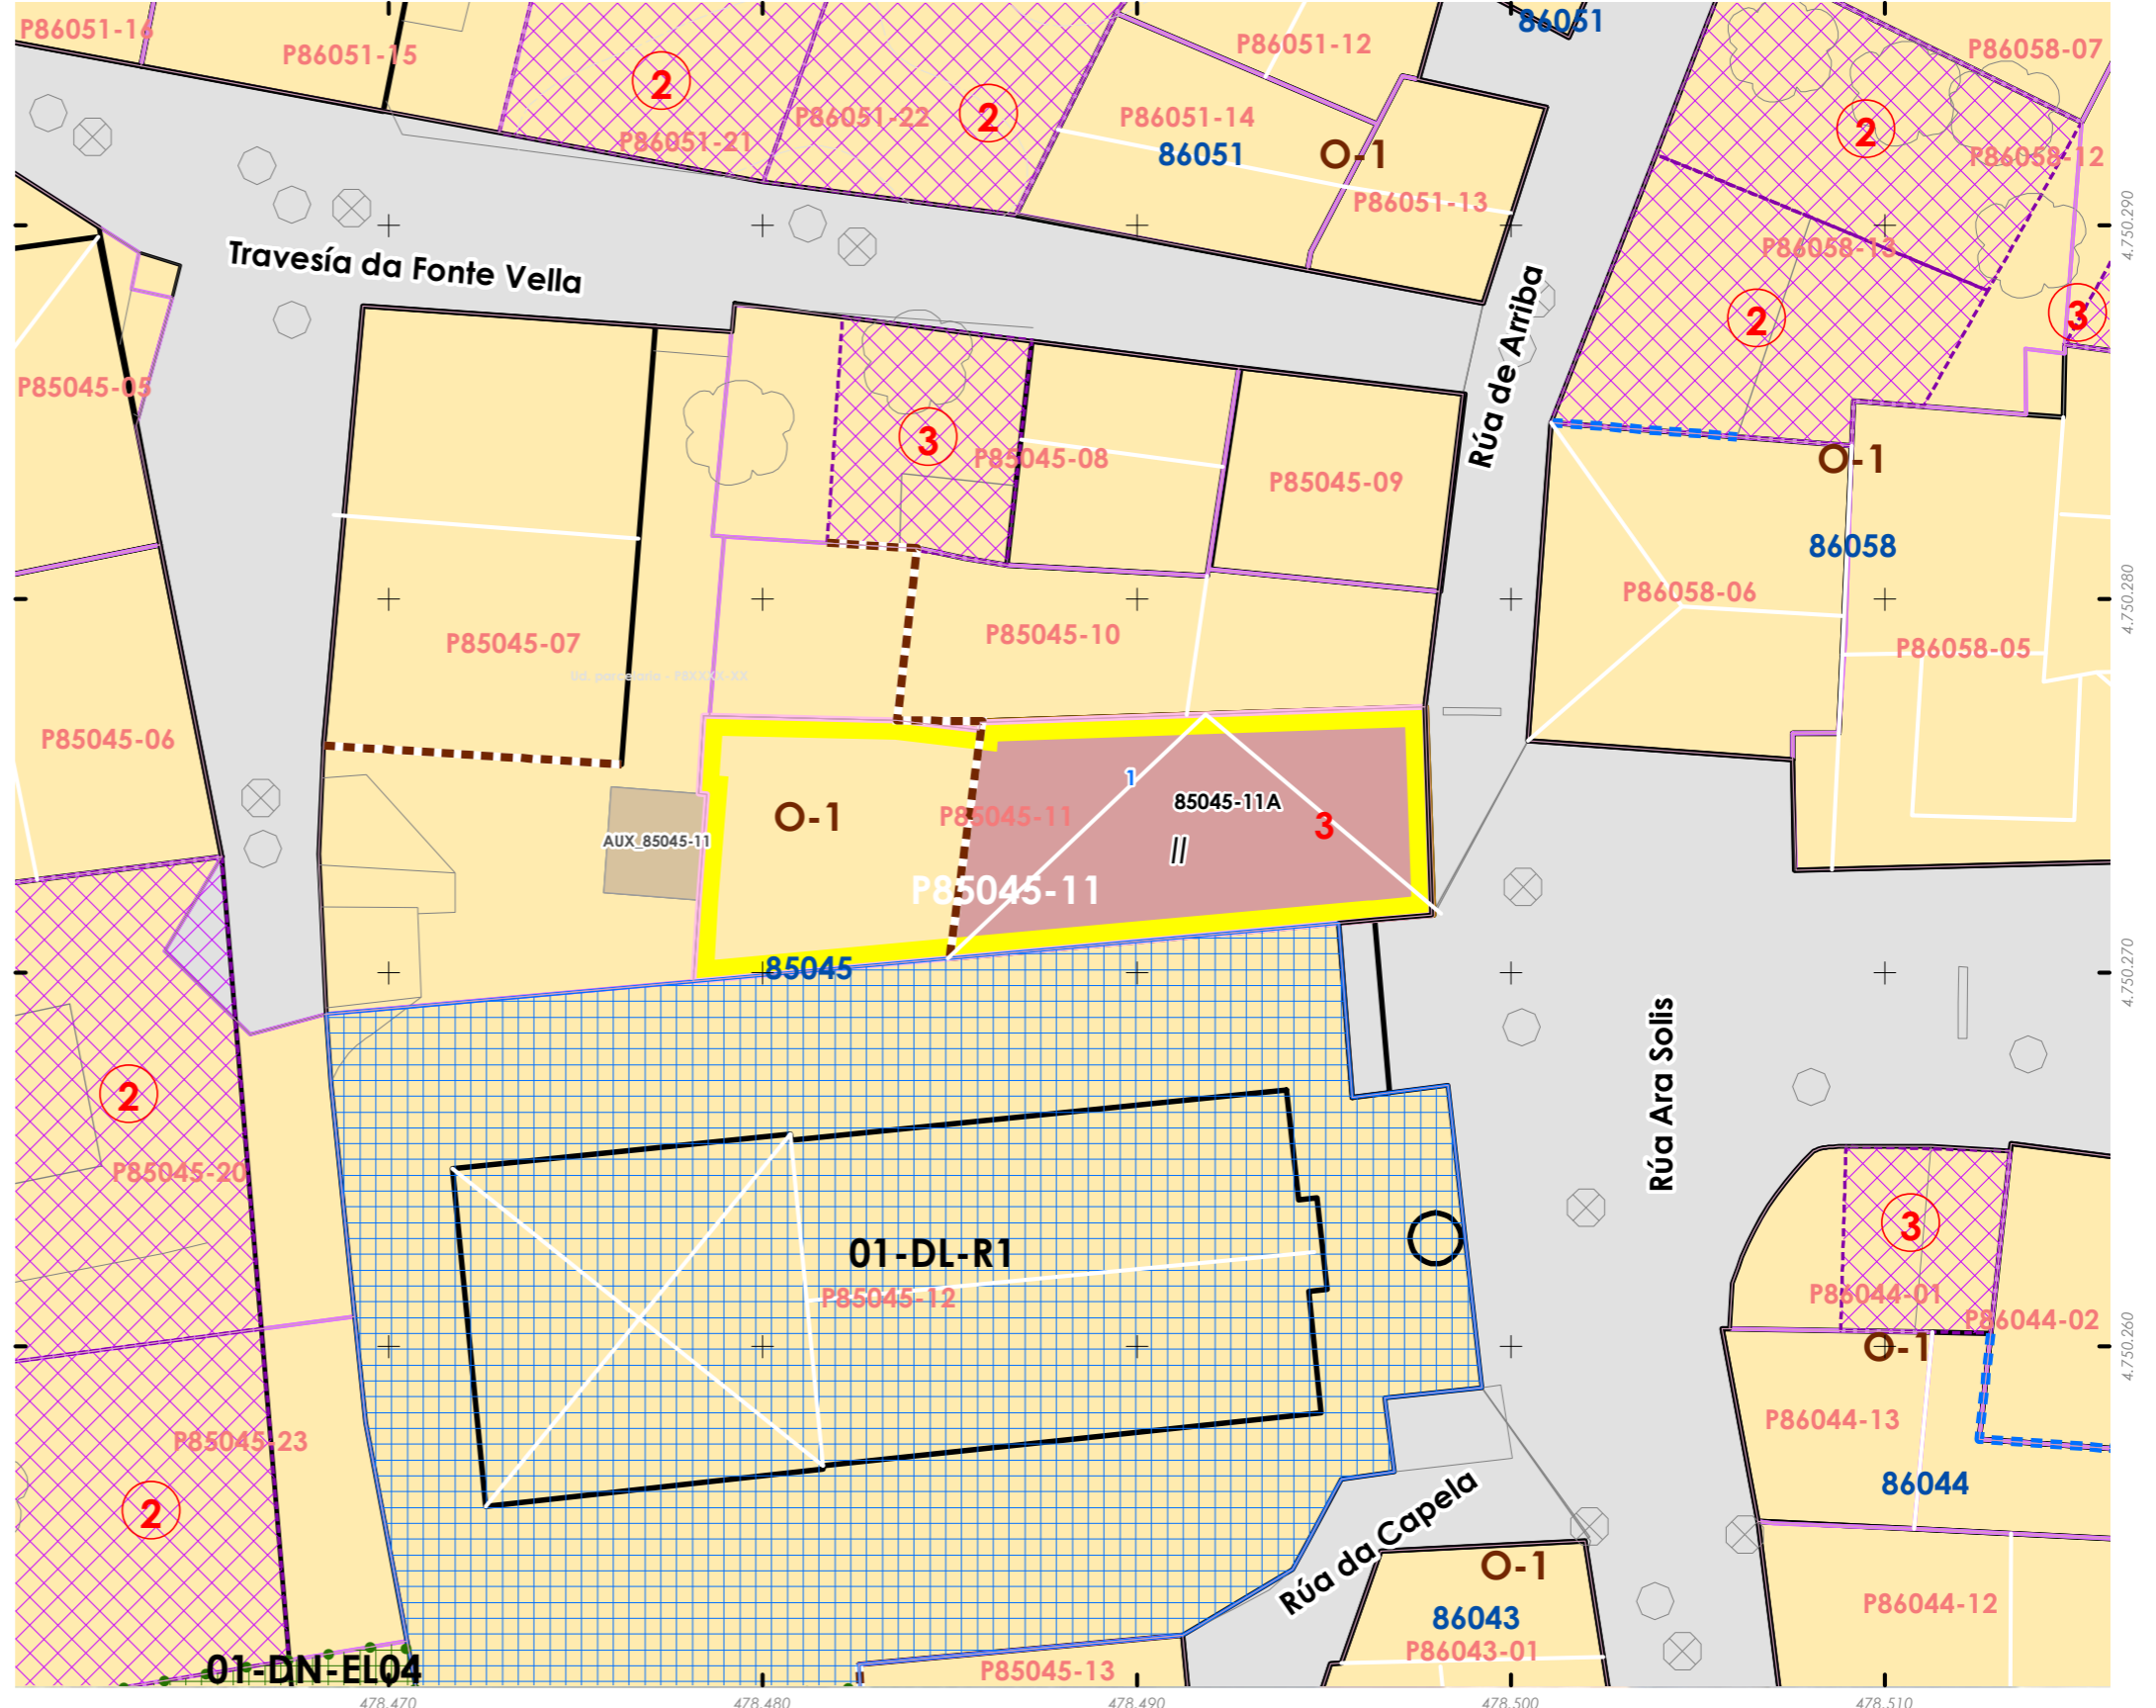 P86051-16
P86051-15
2
P86051-21
P86051-22
2
P86051-12
P86051-14
86051
O-1
P86051-13
86051
P86058-07
2
P86058-12
P86058-13
2
3
4.750.290
Travesía da Fonte Vella
Rúa de Arriba
P85045-05
3
P85045-08
P85045-09
O-1
86058
P86058-06
P86058-05
4.750.280
P85045-07
P85045-10
Ud. parcelaria - P8XXXX-XX
P85045-06
1
85045-11A
O-1
P85045-11
3
AUX_85045-11
II
P85045-11
85045
4.750.270
Rúa Ara Solis
2
P85045-20
01-DL-R1
P85045-12
3
P86044-01
P86044-02
O-1
4.750.260
P86044-13
P85045-23
86044
2
Rúa da Capela
O-1
86043
P86043-01
P86044-12
01-DN-EL04
P85045-13
478.470
478.480
478.490
478.500
478.510